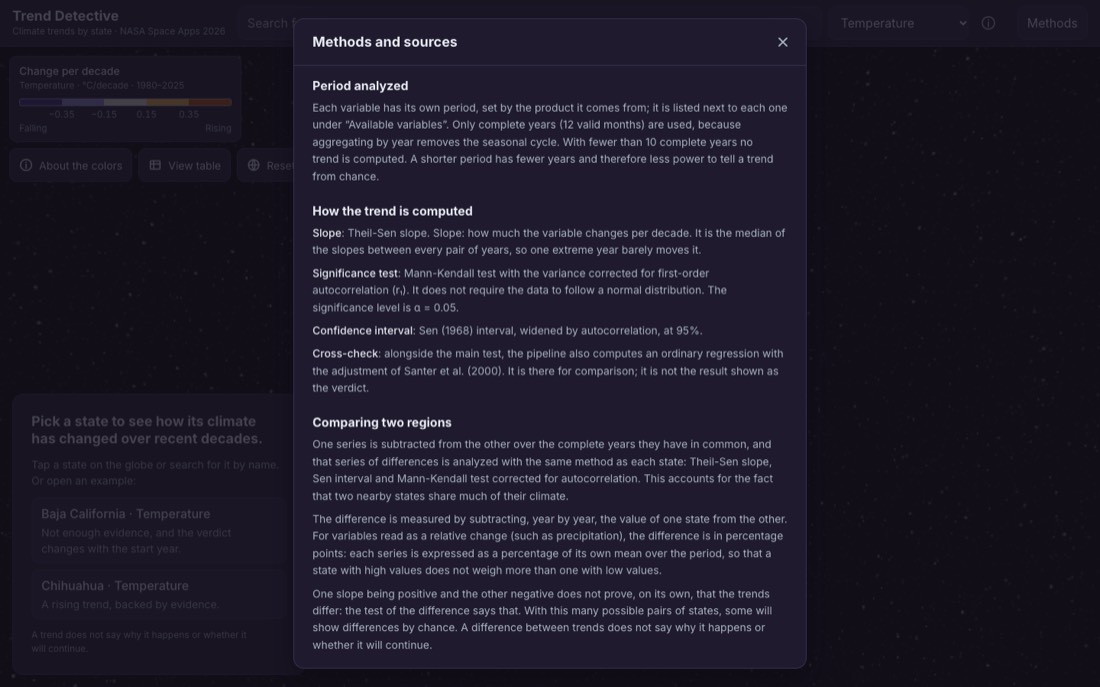 Trend Detective
Climate trends by state · NASA Space Apps 2026
Search
Temperature
Methods
Change per decade
Temperature · °C/decade · 1980–2025
−0.35 −0.15 0.15 0.35
Falling Rising
About the colors
View table
Reset
Pick a state to see how its climate
has changed over recent decades.
Tap a state on the globe or search for it by name.
Or open an example:
Baja California · Temperature
Not enough evidence, and the verdict
changes with the start year.
Chihuahua · Temperature
A rising trend, backed by evidence.
A trend does not say why it happens or whether it
will continue.
Methods and sources
Period analyzed
Each variable has its own period, set by the product it comes from; it is listed next to each one
under “Available variables”. Only complete years (12 valid months) are used, because
aggregating by year removes the seasonal cycle. With fewer than 10 complete years no
trend is computed. A shorter period has fewer years and therefore less power to tell a trend
from chance.
How the trend is computed
Slope: Theil-Sen slope. Slope: how much the variable changes per decade. It is the median of
the slopes between every pair of years, so one extreme year barely moves it.
Significance test: Mann-Kendall test with the variance corrected for first-order
autocorrelation (r₁). It does not require the data to follow a normal distribution. The
significance level is α = 0.05.
Confidence interval: Sen (1968) interval, widened by autocorrelation, at 95%.
Cross-check: alongside the main test, the pipeline also computes an ordinary regression with
the adjustment of Santer et al. (2000). It is there for comparison; it is not the result shown as
the verdict.
Comparing two regions
One series is subtracted from the other over the complete years they have in common, and
that series of differences is analyzed with the same method as each state: Theil-Sen slope,
Sen interval and Mann-Kendall test corrected for autocorrelation. This accounts for the fact
that two nearby states share much of their climate.
The difference is measured by subtracting, year by year, the value of one state from the other.
For variables read as a relative change (such as precipitation), the difference is in percentage
points: each series is expressed as a percentage of its own mean over the period, so that a
state with high values does not weigh more than one with low values.
One slope being positive and the other negative does not prove, on its own, that the trends
differ: the test of the difference says that. With this many possible pairs of states, some will
show differences by chance. A difference between trends does not say why it happens or
whether it will continue.